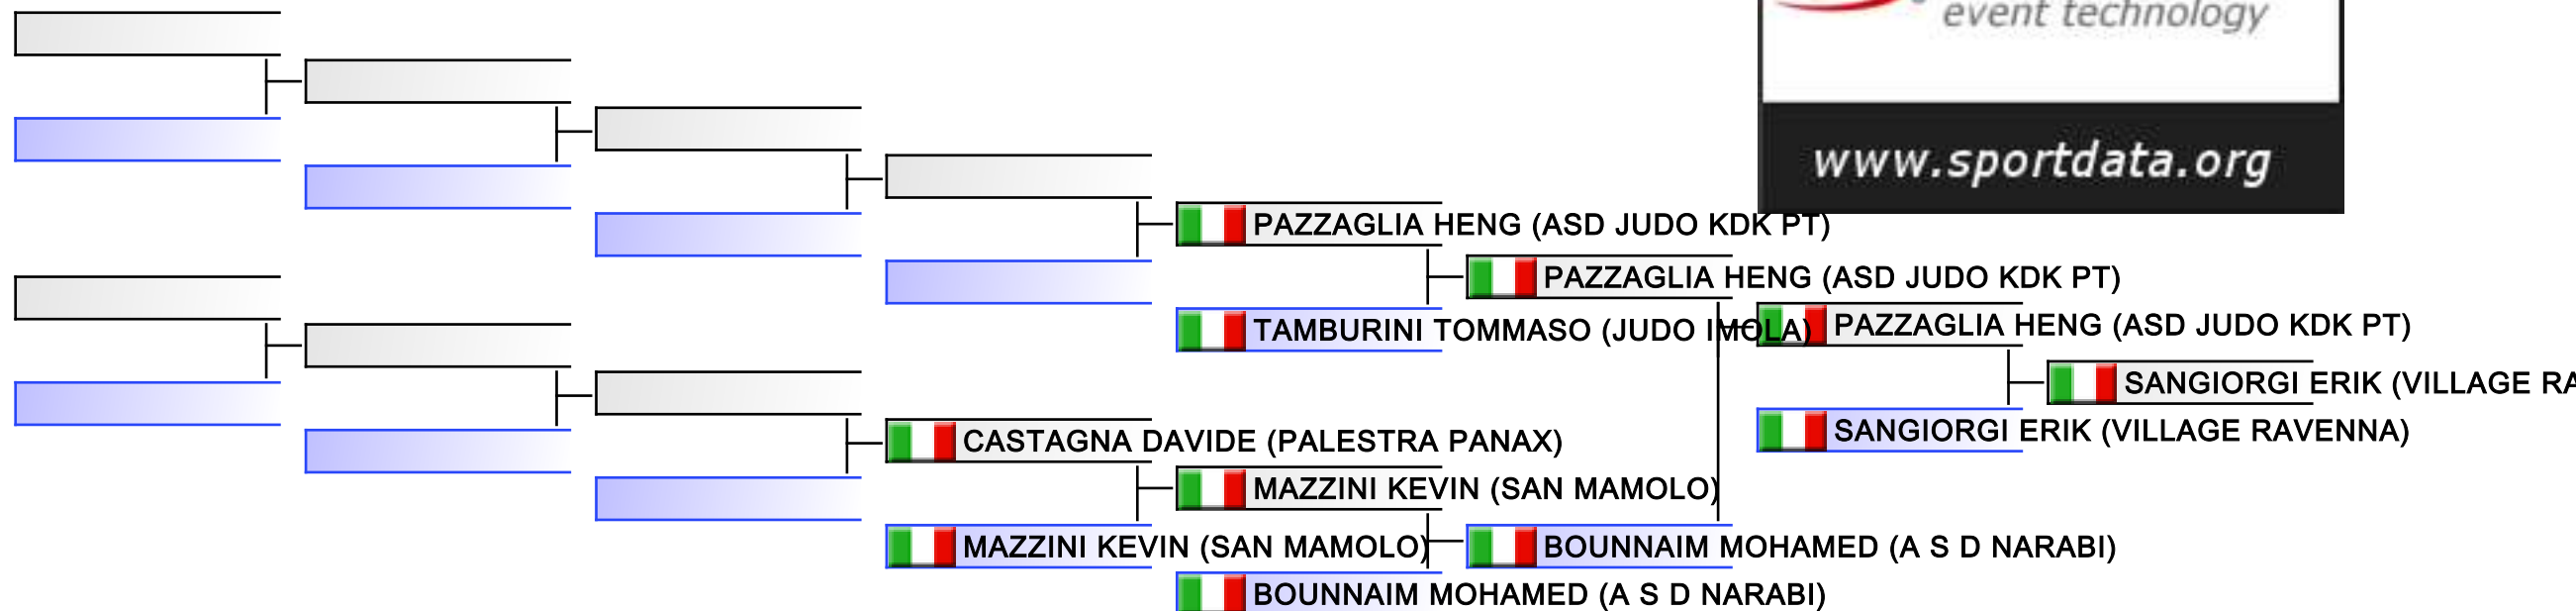 event technology
www.sportdata.org
PAZZAGLIA HENG (ASD JUDO KDK PT)
PAZZAGLIA HENG (ASD JUDO KDK PT)
TAMBURINI TOMMASO (JUDO IMOLA)
PAZZAGLIA HENG (ASD JUDO KDK PT)
SANGIORGI ERIK (VILLAGE RA
SANGIORGI ERIK (VILLAGE RAVENNA)
CASTAGNA DAVIDE (PALESTRA PANAX)
MAZZINI KEVIN (SAN MAMOLO)
MAZZINI KEVIN (SAN MAMOLO)
BOUNNAIM MOHAMED (A S D NARABI)
BOUNNAIM MOHAMED (A S D NARABI)